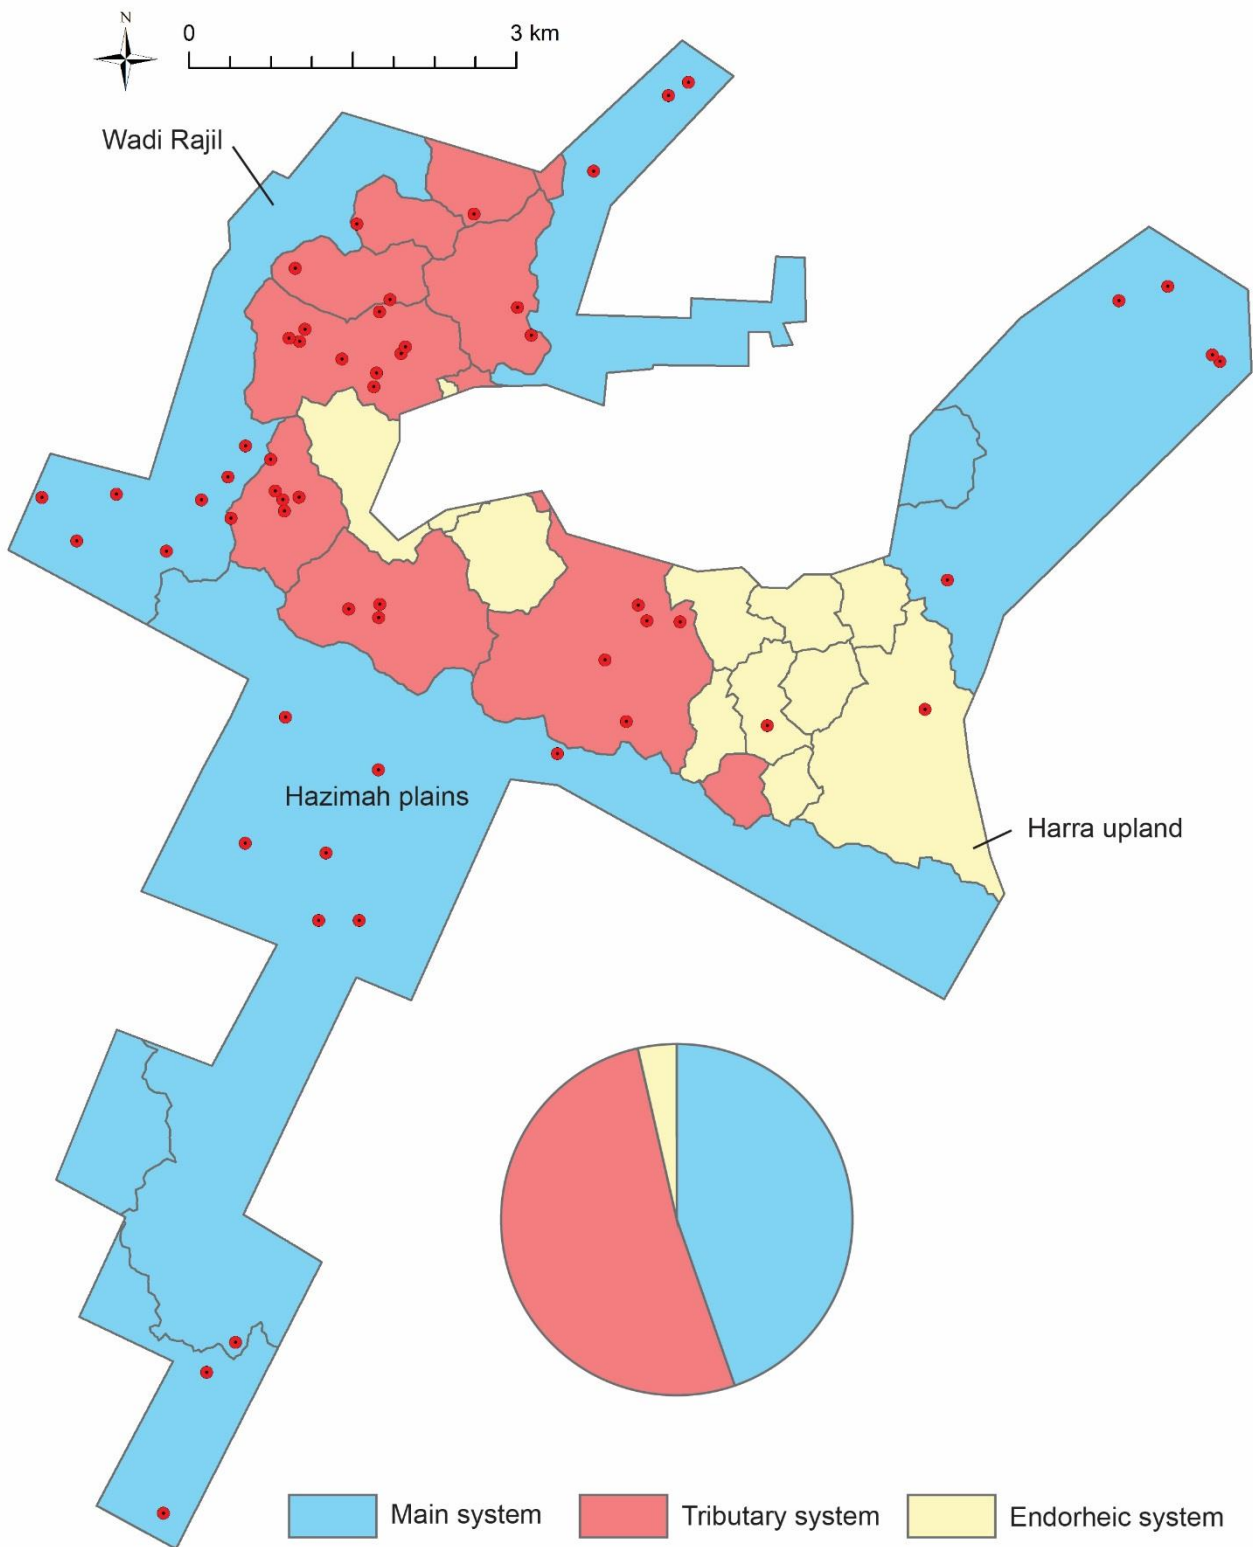 N
0 3 km
Wadi Rajil
Hazimah plains
Harra upland
Main system
Tributary system
Endorheic system